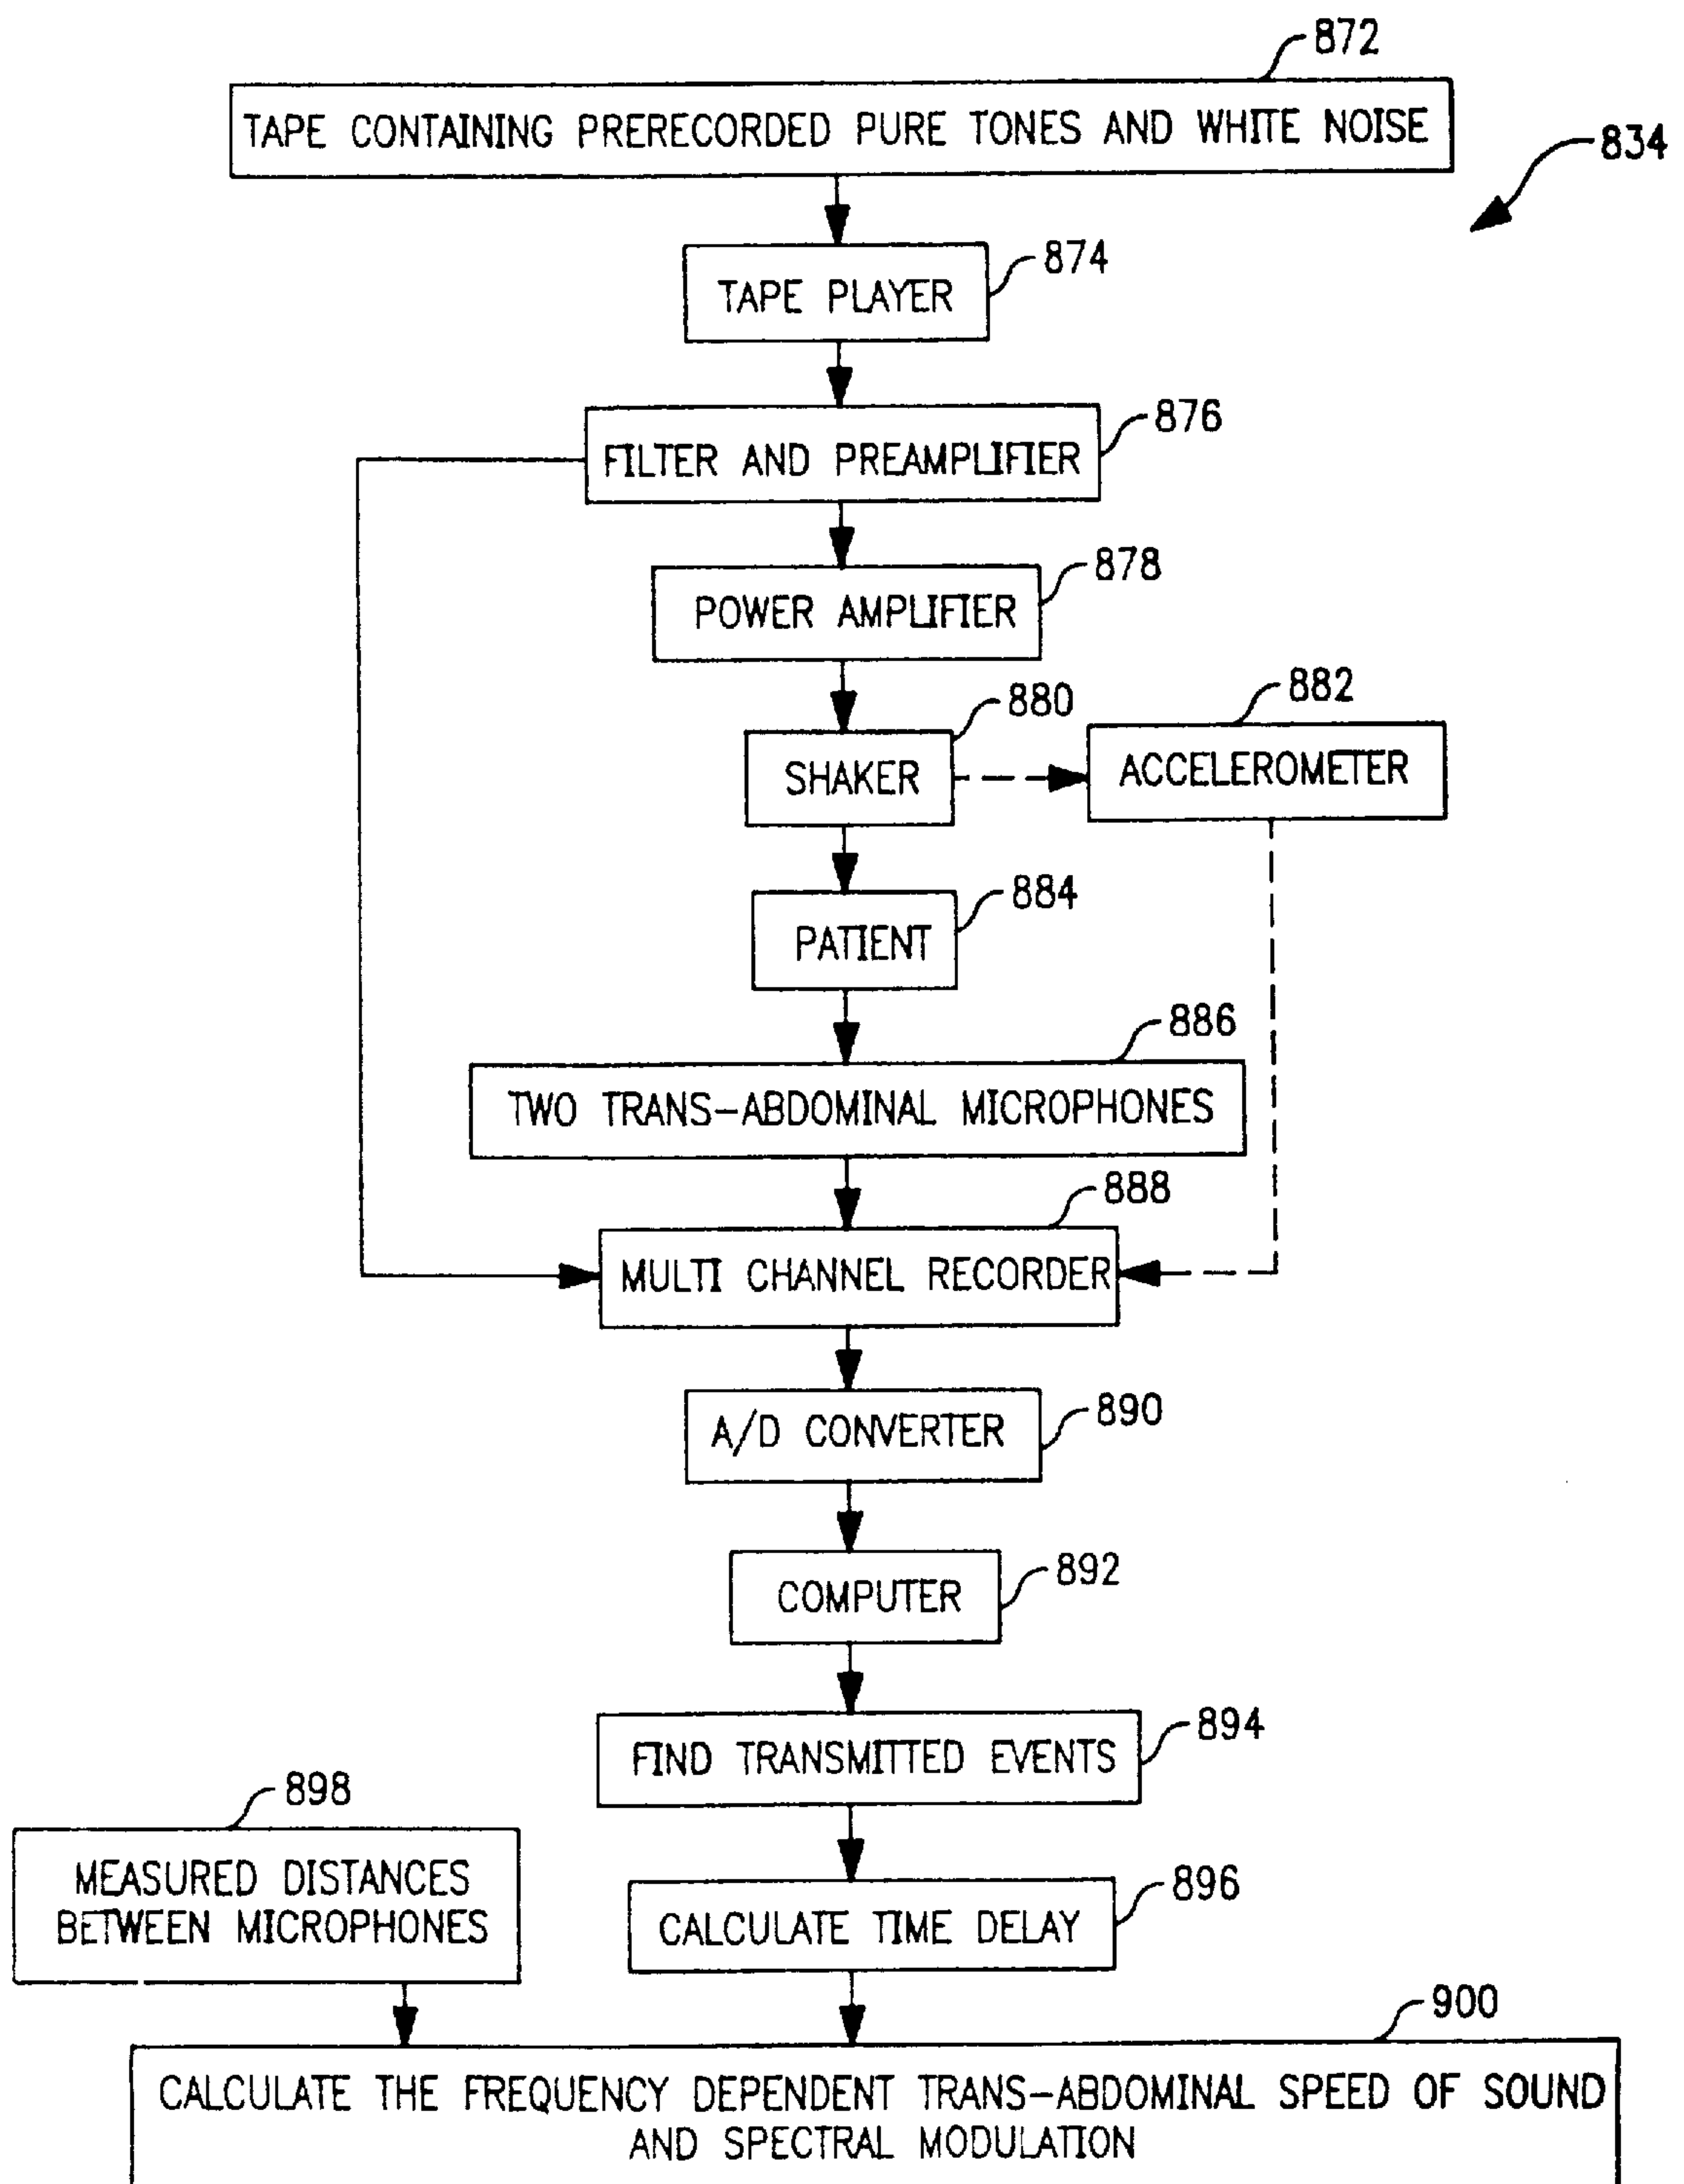 872
TAPE CONTAINING PRERECORDED PURE TONES AND WHITE NOISE
834
874
TAPE PLAYER
876
FILTER AND PREAMPLIFIER
878
POWER AMPLIFIER
880
882
SHAKER
ACCELEROMETER
884
PATIENT
886
TWO TRANS-ABDOMINAL MICROPHONES
888
MULTI CHANNEL RECORDER
890
A/D CONVERTER
892
COMPUTER
894
FIND TRANSMITTED EVENTS
898
MEASURED DISTANCES
BETWEEN MICROPHONES
896
CALCULATE TIME DELAY
900
CALCULATE THE FREQUENCY DEPENDENT TRANS-ABDOMINAL SPEED OF SOUND
AND SPECTRAL MODULATION